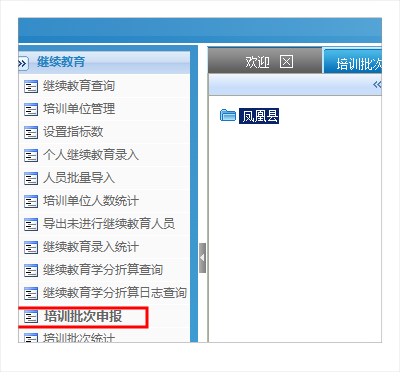 继续教育
继续教育查询
培训单位管理
设置指标数
个人继续教育录入
人员批量导入
培训单位人数统计
导出未进行继续教育人员
继续教育录入统计
继续教育学分折算查询
继续教育学分折算日志查询
培训批次申报
培训批次统计
欢迎
培训批次
凤凰县